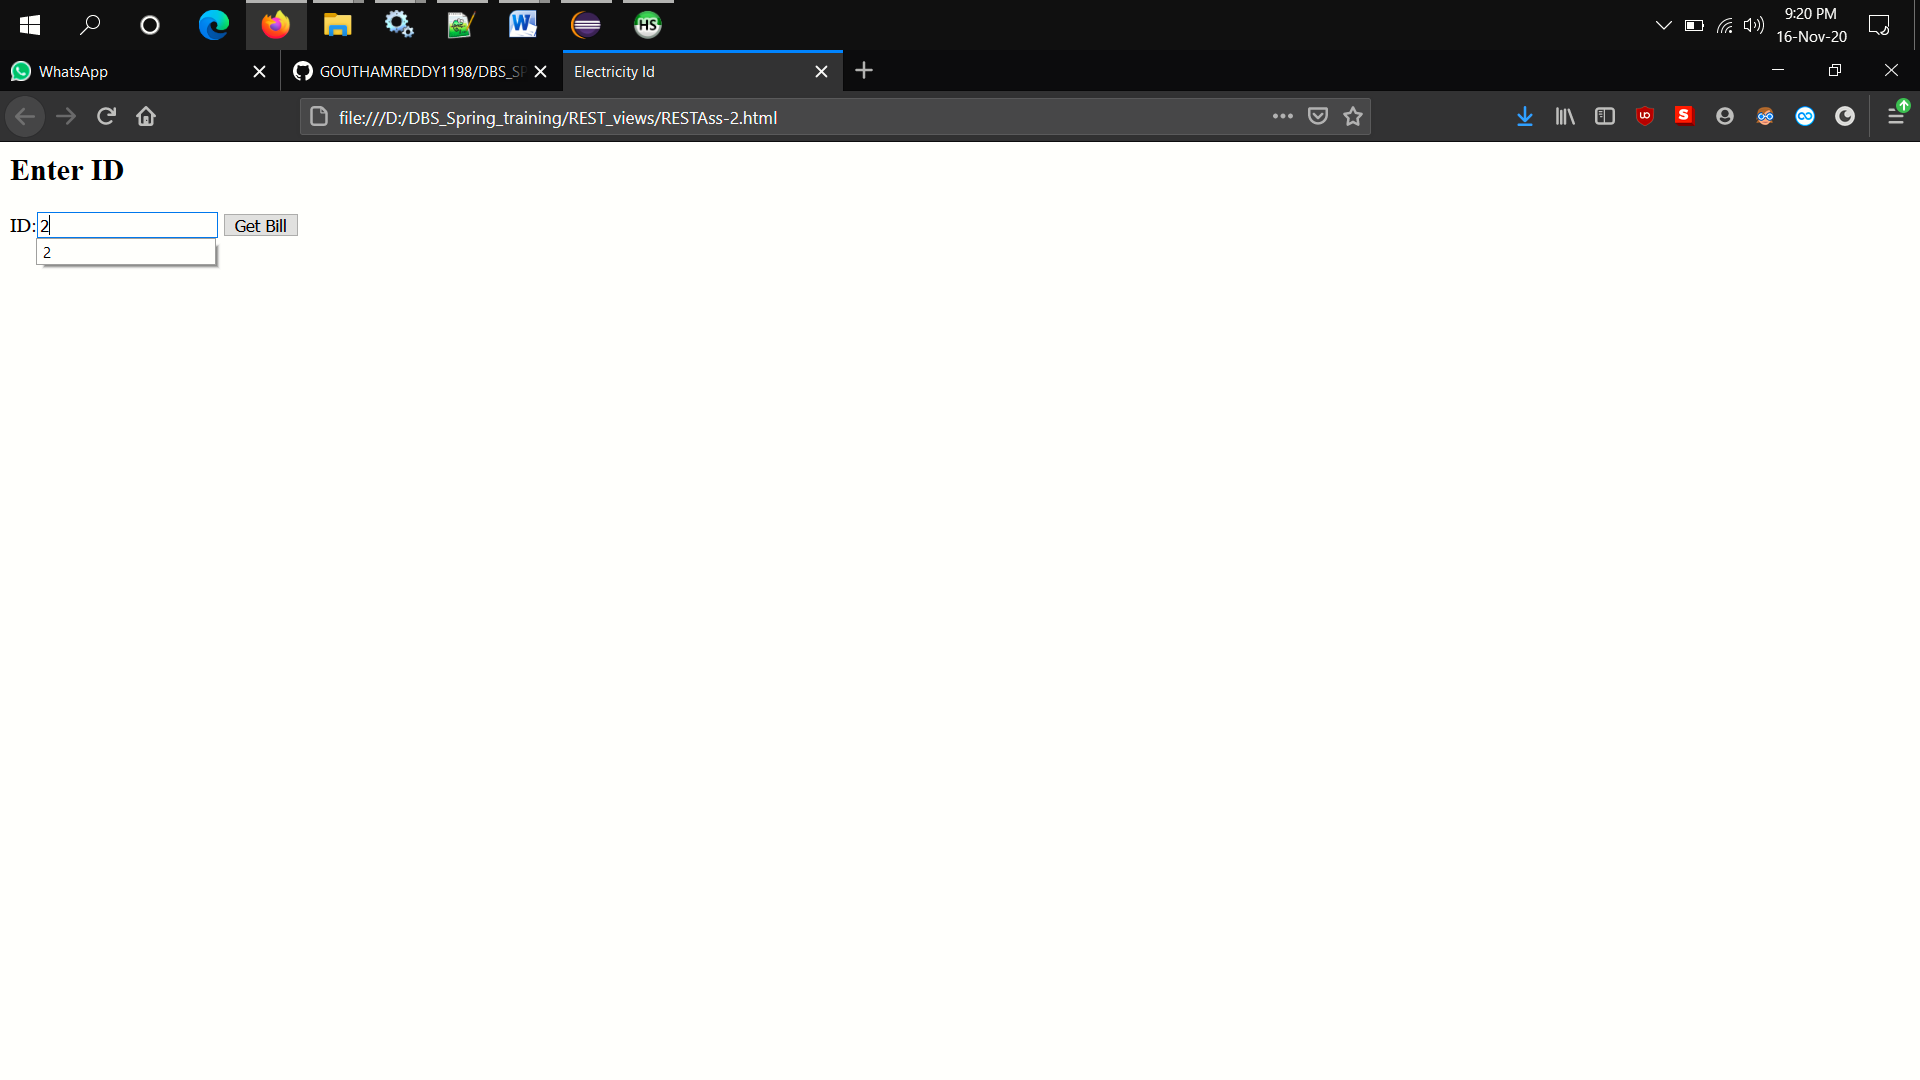 9:20 PM
16-Nov-20
WhatsApp
GOUTHAMREDDY1198/DBS_SP
Electricity Id
file:///D:/DBS_Spring_training/REST_views/RESTAss-2.html
Enter ID
ID: 2 Get Bill
2